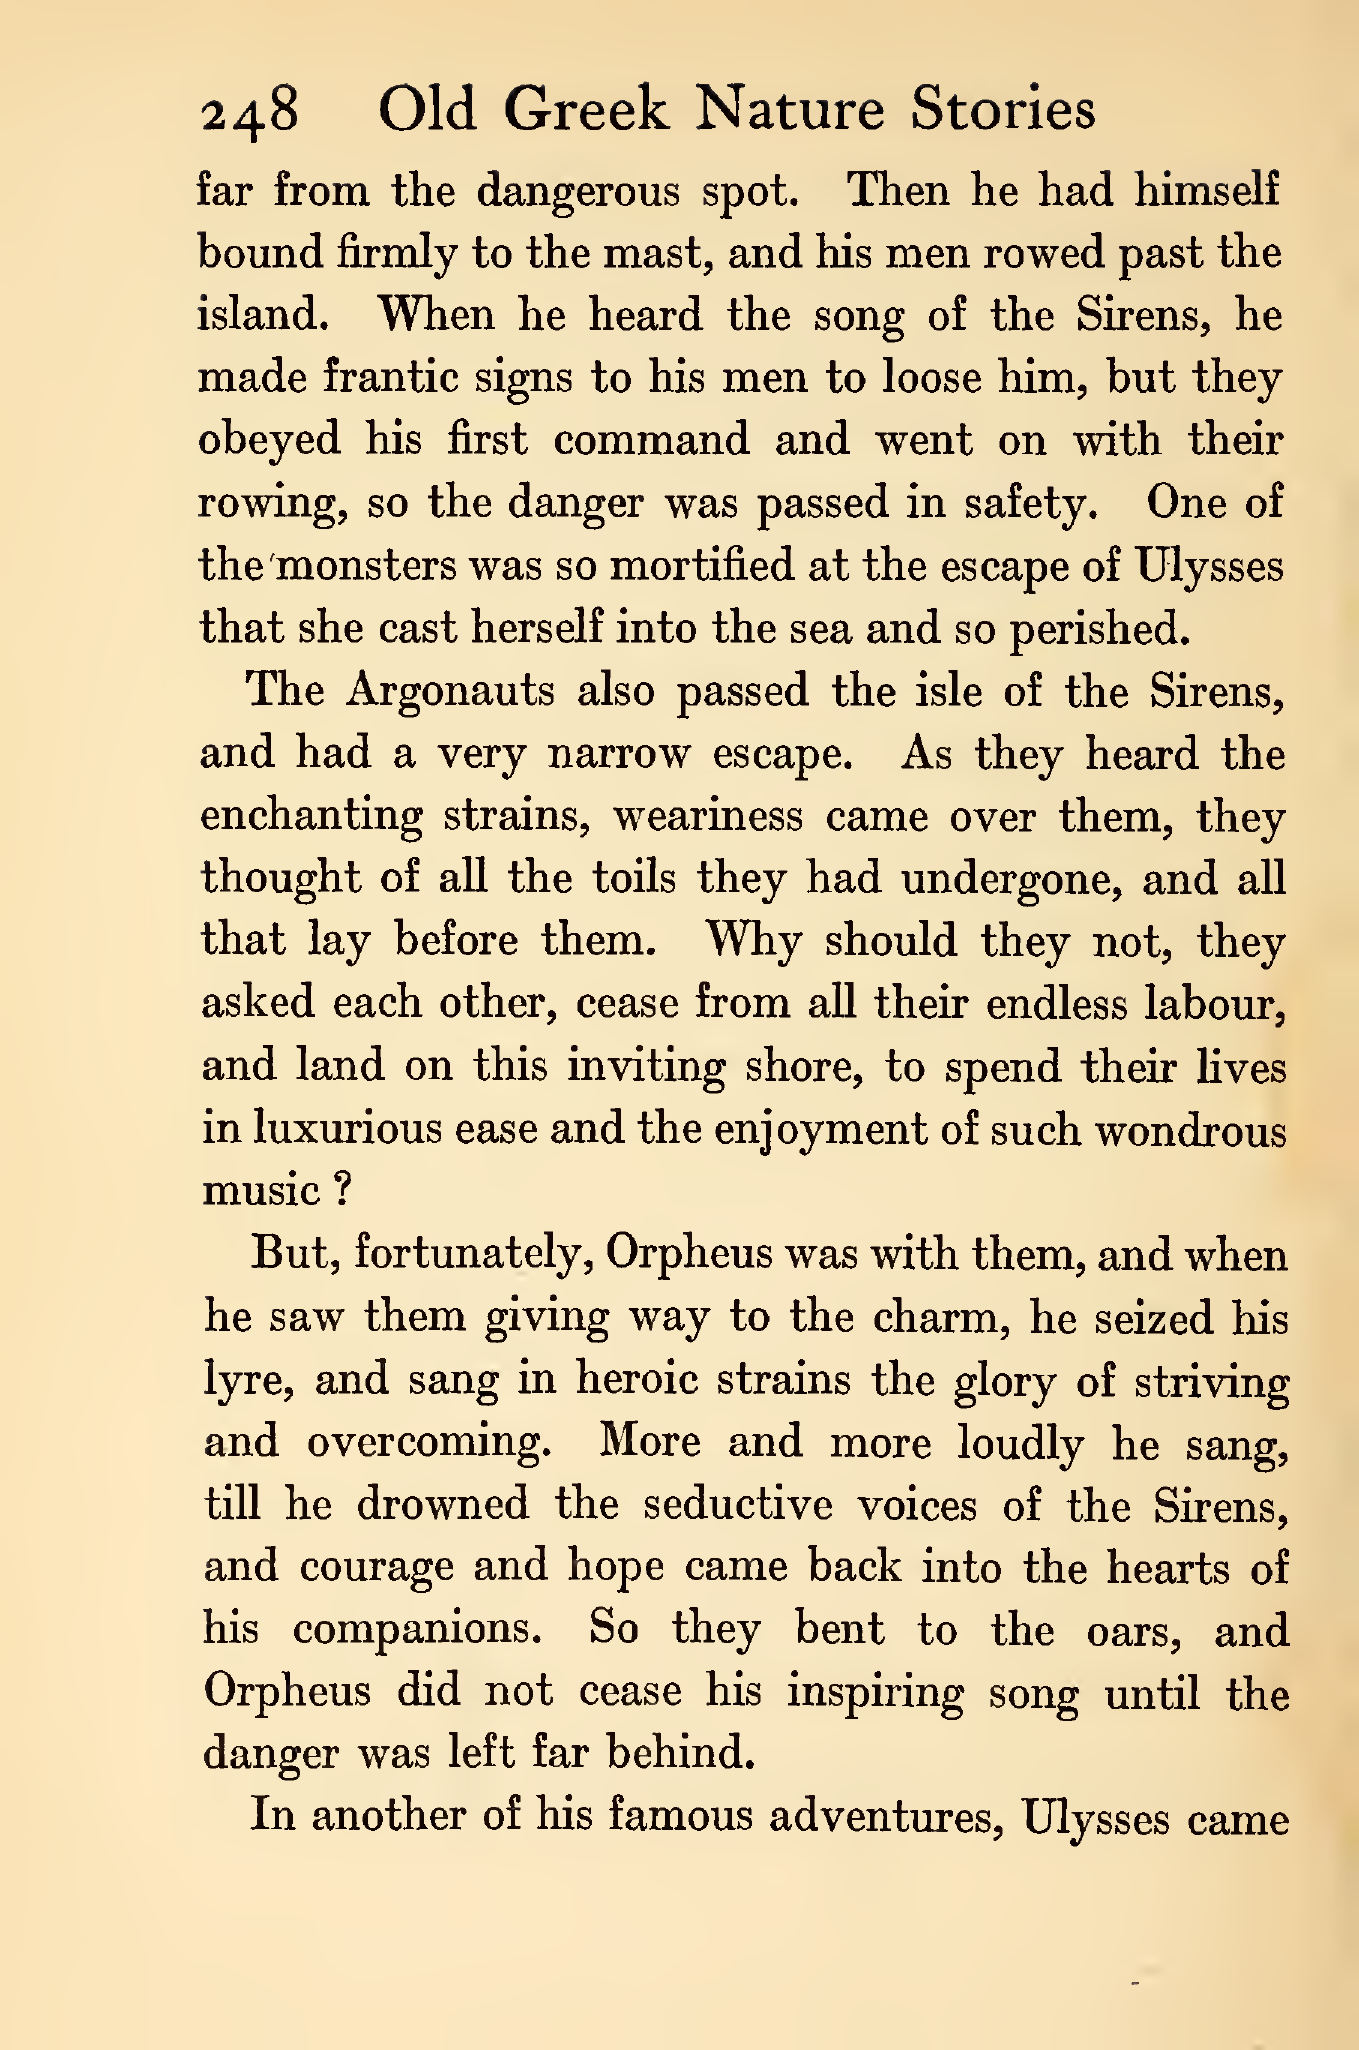 248 Old Greek Nature Stories
far from the dangerous spot. Then he had himself
bound firmly to the mast, and his men rowed past the
island. When he heard the song of the Sirens, he
made frantic signs to his men to loose him, but they
obeyed his first command and went on with their
rowing, so the danger was passed in safety. One of
the monsters was so mortified at the escape of Ulysses
that she cast herself into the sea and so perished.
The Argonauts also passed the isle of the Sirens,
and had a very narrow escape. As they heard the
enchanting strains, weariness came over them, they
thought of all the toils they had undergone, and all
that lay before them. Why should they not, they
asked each other, cease from all their endless labour,
and land on this inviting shore, to spend their lives
in luxurious ease and the enjoyment of such wondrous
music ?
But, fortunately, Orpheus was with them, and when
he saw them giving way to the charm, he seized his
lyre, and sang in heroic strains the glory of striving
and overcoming. More and more loudly he sang,
till he drowned the seductive voices of the Sirens,
and courage and hope came back into the hearts of
his companions. So they bent to the oars, and
Orpheus did not cease his inspiring song until the
danger was left far behind.
In another of his famous adventures, Ulysses came